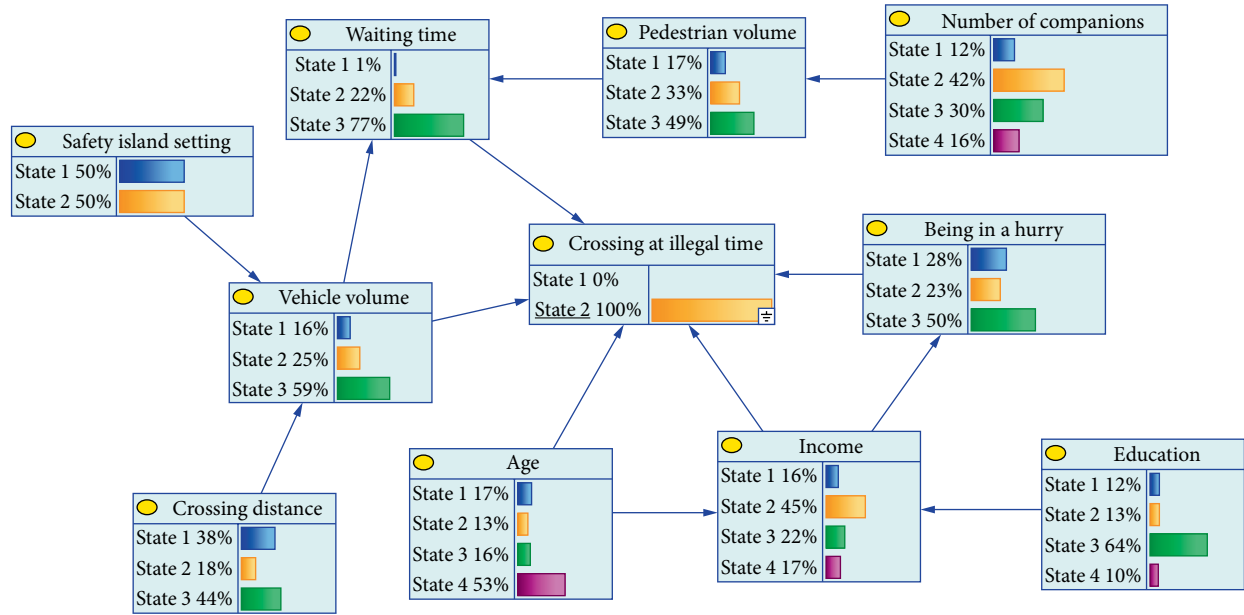 Waiting time
State 1 1%
State 2 22%
State 3 77%
Pedestrian volume
State 1 17%
State 2 33%
State 3 49%
Number of companions
State 1 12%
State 2 42%
State 3 30%
State 4 16%
Safety island setting
State 1 50%
State 2 50%
Crossing at illegal time
State 1 0%
State 2 100%
Being in a hurry
State 1 28%
State 2 23%
State 3 50%
Vehicle volume
State 1 16%
State 2 25%
State 3 59%
Age
State 1 17%
State 2 13%
State 3 16%
State 4 53%
Income
State 1 16%
State 2 45%
State 3 22%
State 4 17%
Education
State 1 12%
State 2 13%
State 3 64%
State 4 10%
Crossing distance
State 1 38%
State 2 18%
State 3 44%